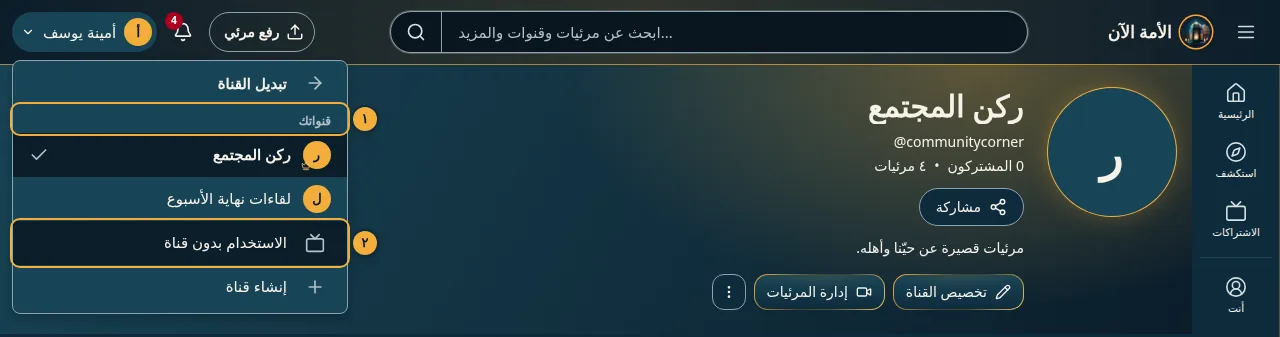 الأمة الآن
ابحث عن مرئيات وقنوات والمزيد...
رفع مرئي
4
أ
أمينة يوسف
الرئيسية
استكشف
الاشتراكات
أنت
ر
ركن المجتمع
@communitycorner
0 المشتركون • ٤ مرئيات
مشاركة
مرئيات قصيرة عن حيّنا وأهله.
تخصيص القناة
إدارة المرئيات
تبديل القناة
١
قنواتك
ر
ركن المجتمع
ل
لقاءات نهاية الأسبوع
٢
الاستخدام بدون قناة
إنشاء قناة